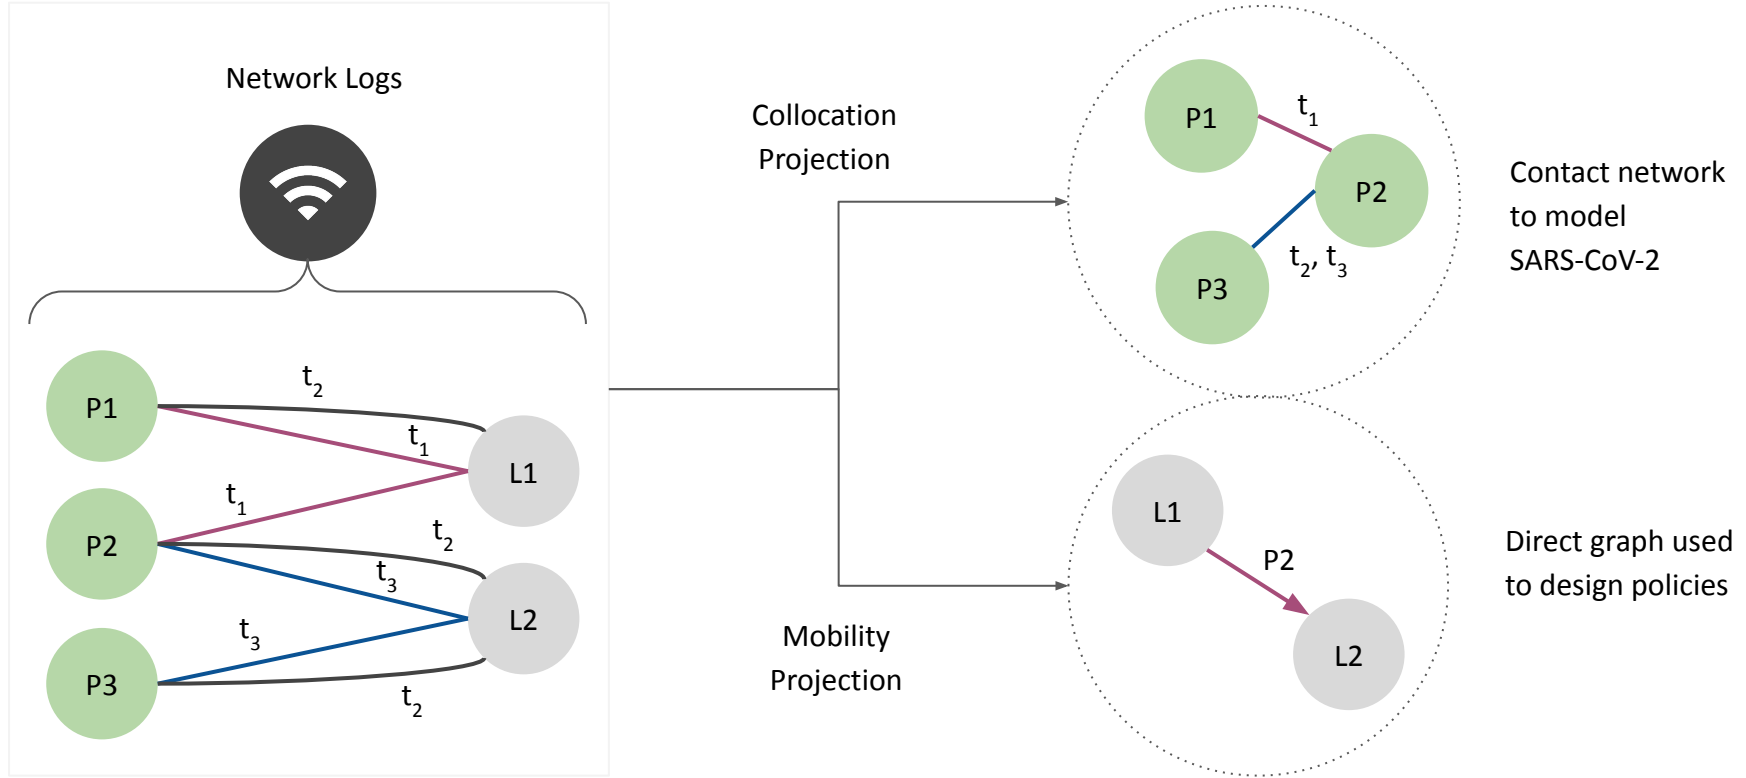 Network Logs
P1
t2
t1
L1
t1
P2
t2
t3
L2
t3
P3
t2
Collocation
Projection
Mobility
Projection
P1
t1
P2
t2, t3
P3
Contact network
to model
SARS-CoV-2
L1
P2
L2
Direct graph used
to design policies